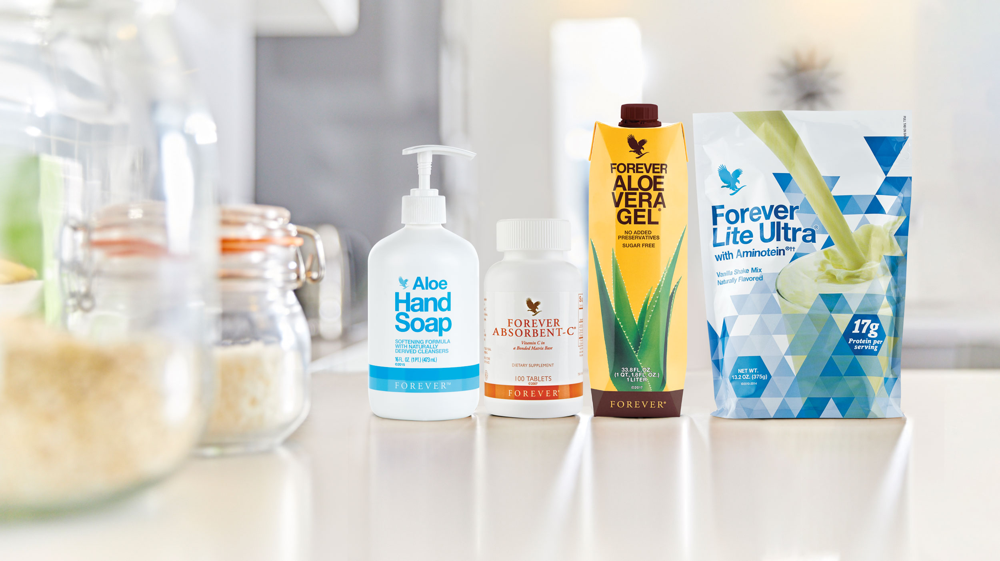 Aloe
Hand
Soap
SOFTENING FORMULA
WITH NATURALLY
DERIVED CLEANSERS
16 FL. OZ. (1 PT.) (473 mL)
©2015
FOREVER™
FOREVER
ABSORBENT-C®
Vitamin C in
a Bonded Matrix Base
DIETARY SUPPLEMENT
100 TABLETS
©2007
FOREVER®
FOREVER
ALOE
VERA
GEL®
NO ADDED
PRESERVATIVES
SUGAR FREE
33.8 FL. OZ.
(1 QT., 1.8 FL. OZ.)
1 LITER
©2017
FOREVER®
PULL TAB ON BACK
Forever
Lite Ultra®
with Aminotein®††
Vanilla Shake Mix
Naturally Flavored
17g
Protein per
serving
NET WT.
13.2 OZ. (375g)
©2010-2014